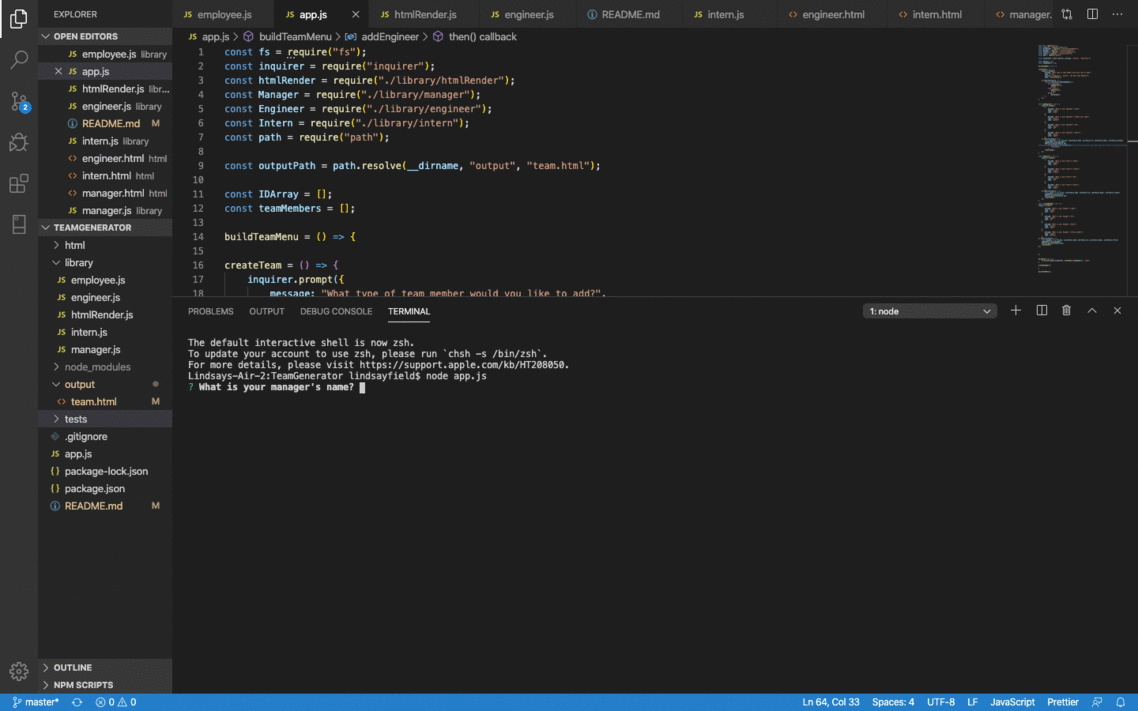 EXPLORER
OPEN EDITORS
JS employee.js library
JS app.js
JS htmlRender.js libr...
JS engineer.js library
README.md M
JS intern.js library
engineer.html html
intern.html html
manager.html html
JS manager.js library
TEAMGENERATOR
html
library
JS employee.js
JS engineer.js
JS htmlRender.js
JS intern.js
JS manager.js
node_modules
output
team.html M
tests
.gitignore
JS app.js
package-lock.json
package.json
README.md M
OUTLINE
NPM SCRIPTS
2
JS employee.js JS app.js JS htmlRender.js JS engineer.js README.md JS intern.js engineer.html intern.html manager.
JS app.js > buildTeamMenu > addEngineer > then() callback
1 const fs = require("fs");
2 const inquirer = require("inquirer");
3 const htmlRender = require("./library/htmlRender");
4 const Manager = require("./library/manager");
5 const Engineer = require("./library/engineer");
6 const Intern = require("./library/intern");
7 const path = require("path");
8
9 const outputPath = path.resolve(__dirname, "output", "team.html");
10
11 const IDArray = [];
12 const teamMembers = [];
13
14 buildTeamMenu = () => {
15
16 createTeam = () => {
17 inquirer.prompt({
18 message: "What type of team member would you like to add?",
PROBLEMS OUTPUT DEBUG CONSOLE TERMINAL 1: node
The default interactive shell is now zsh.
To update your account to use zsh, please run `chsh -s /bin/zsh`.
For more details, please visit https://support.apple.com/kb/HT208050.
Lindsays-Air-2:TeamGenerator lindsayfield$ node app.js
? What is your manager's name?
master* 0 0 Ln 64, Col 33 Spaces: 4 UTF-8 LF JavaScript Prettier